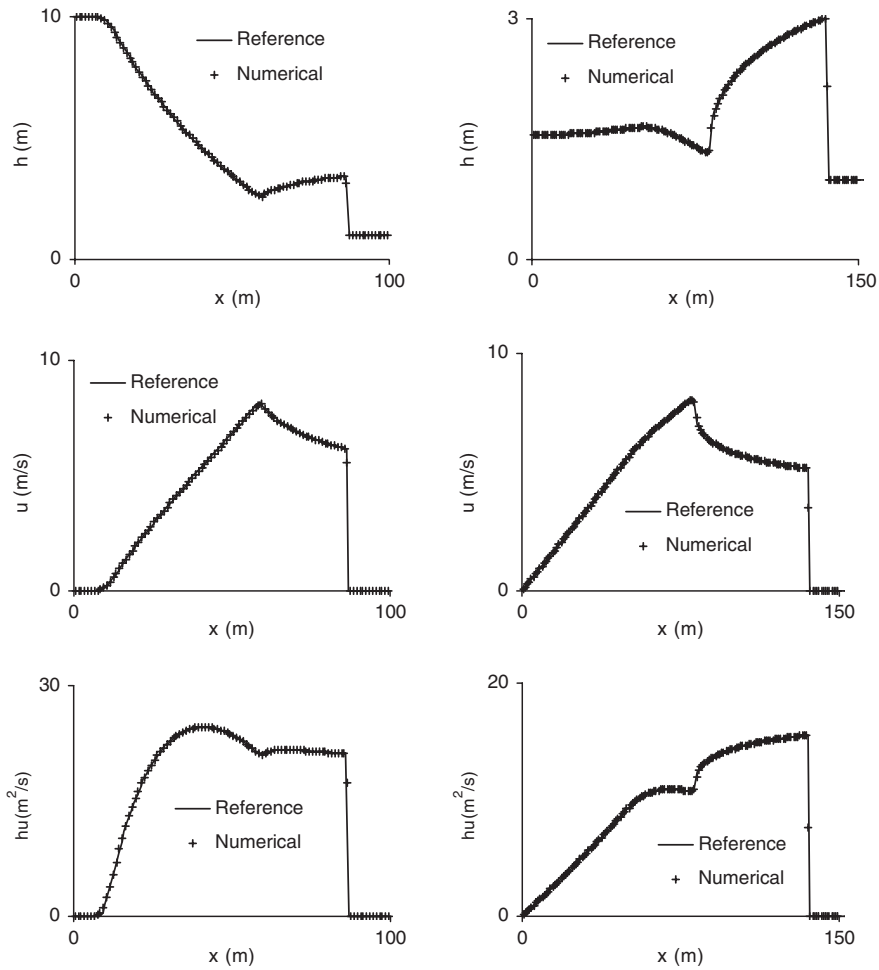 10
h (m)
0
0
100
x (m)
Reference
Numerical
3
h (m)
0
0
150
x (m)
Reference
Numerical
10
u (m/s)
0
0
100
x (m)
Reference
Numerical
10
u (m/s)
0
0
150
x (m)
Reference
Numerical
30
hu(m²/s)
0
0
100
x (m)
Reference
Numerical
20
hu(m²/s)
0
0
150
x (m)
Reference
Numerical